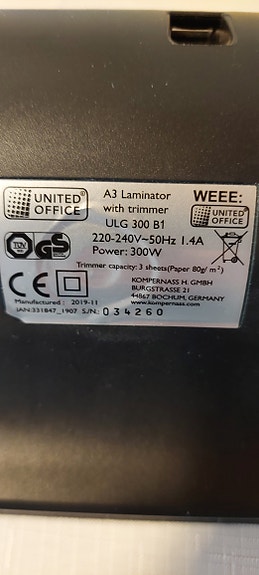 UNITED® OFFICE
A3 Laminator
with trimmer
ULG 300 B1
WEEE:
UNITED® OFFICE
220-240V~50Hz 1.4A
Power: 300W
GS
Trimmer capacity: 3 sheets(Paper 80g/ m²)
CE
KOMPERNASS H. GMBH
BURGSTRASSE 21
44867 BOCHUM, GERMANY
www.kompernass.com
Manufactured : 2019-11
IAN:331847_1907 S/N.: 034260